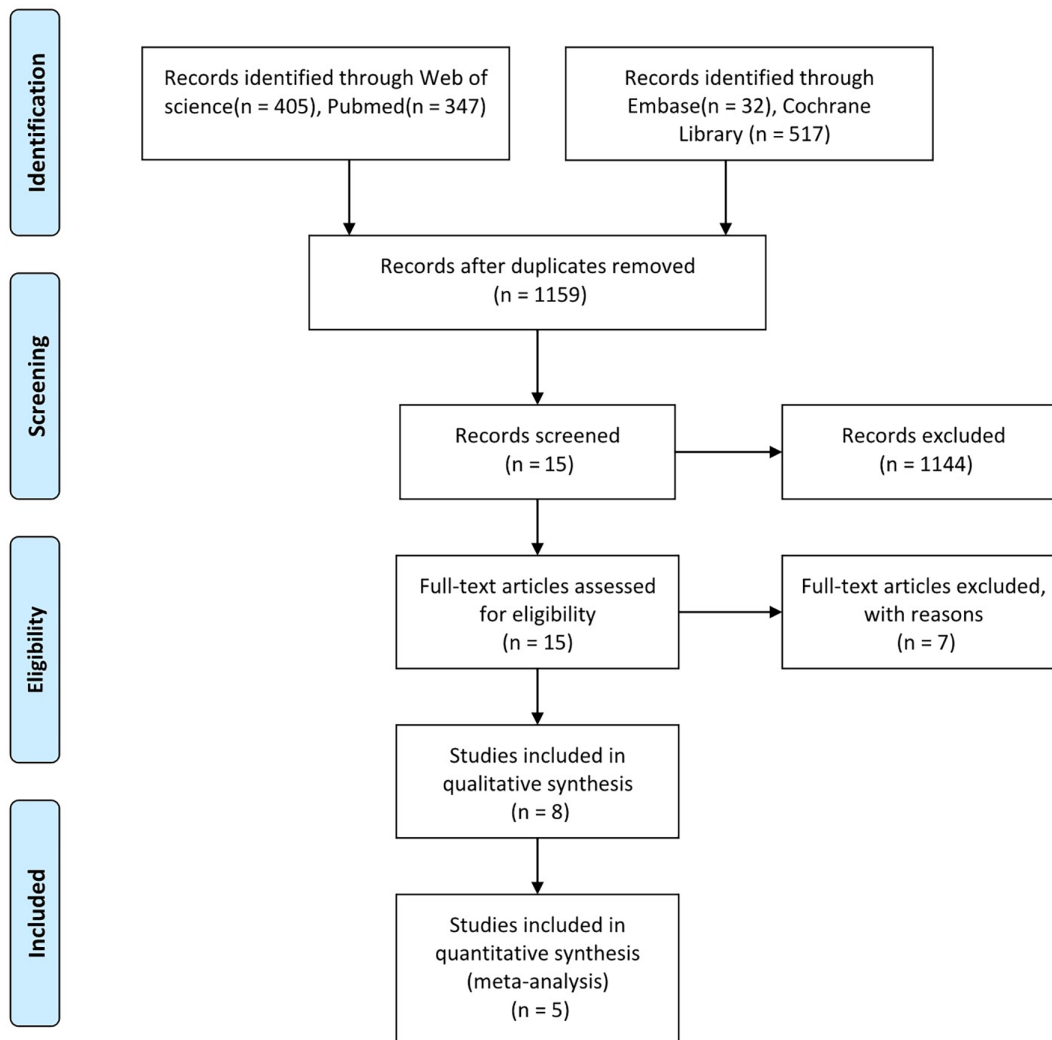 Identification
Records identified through Web of
science(n = 405), Pubmed(n = 347)
Records identified through
Embase(n = 32), Cochrane
Library (n = 517)
Records after duplicates removed
(n = 1159)
Screening
Records screened
(n = 15)
Records excluded
(n = 1144)
Eligibility
Full-text articles assessed
for eligibility
(n = 15)
Full-text articles excluded,
with reasons
(n = 7)
Studies included in
qualitative synthesis
(n = 8)
Included
Studies included in
quantitative synthesis
(meta-analysis)
(n = 5)